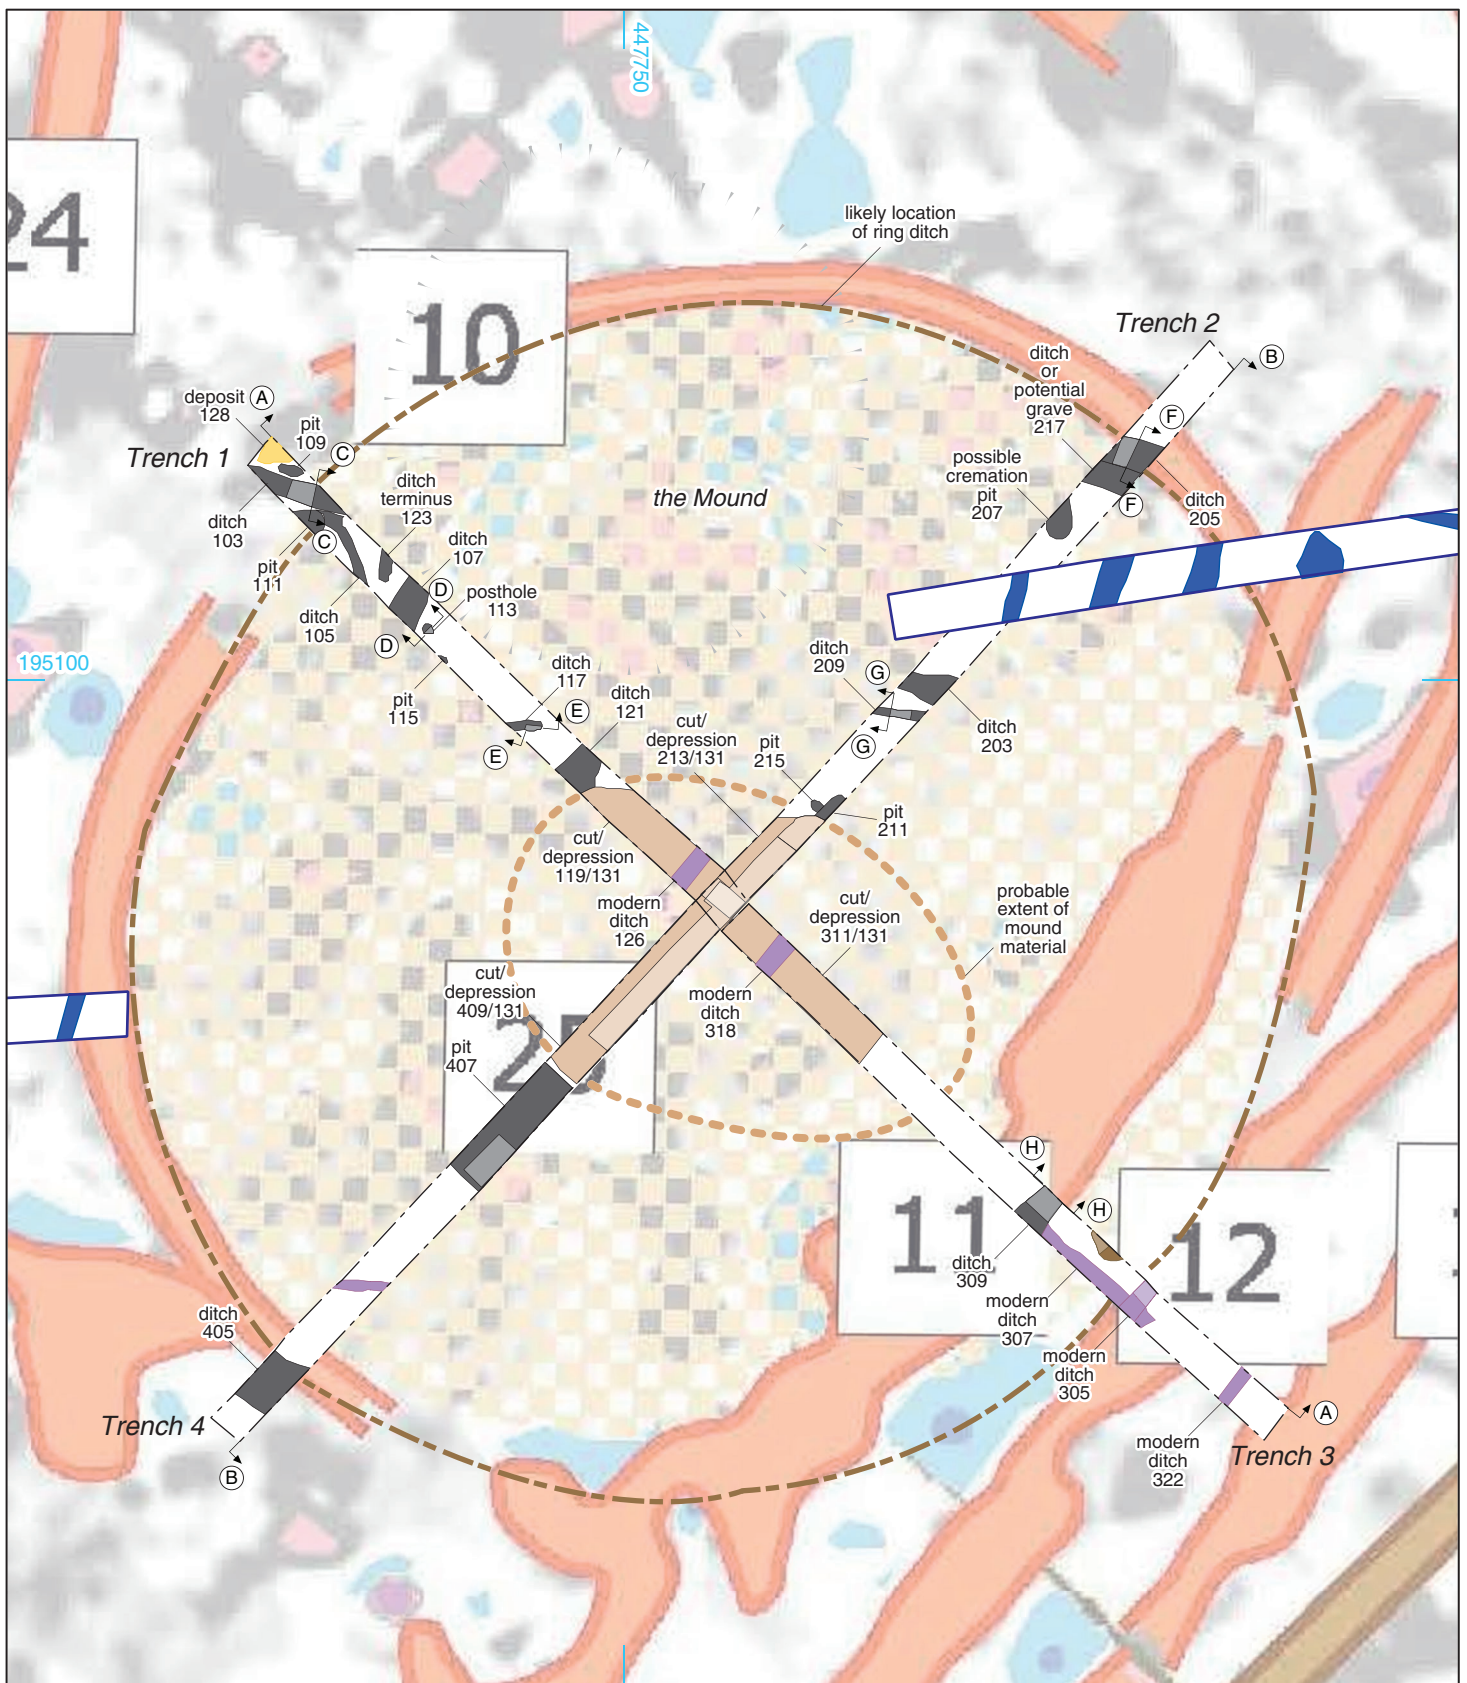 447750
likely location
of ring ditch
24
10
Trench 2
B
ditch
or
potential
grave
217
F
deposit
128
A
pit
109
C
Trench 1
ditch
terminus
123
the Mound
possible
cremation
pit
207
F
ditch
205
ditch
103
C
pit
111
ditch
107
D
posthole
113
ditch
105
D
195100
pit
115
ditch
117
E
E
ditch
121
ditch
209
G
G
ditch
203
cut/
depression
213/131
pit
215
pit
211
cut/
depression
119/131
modern
ditch
126
cut/
depression
311/131
probable
extent of
mound
material
cut/
depression
409/131
modern
ditch
318
pit
407
H
H
11
12
ditch
309
modern
ditch
307
modern
ditch
305
ditch
405
Trench 4
B
A
modern
ditch
322
Trench 3